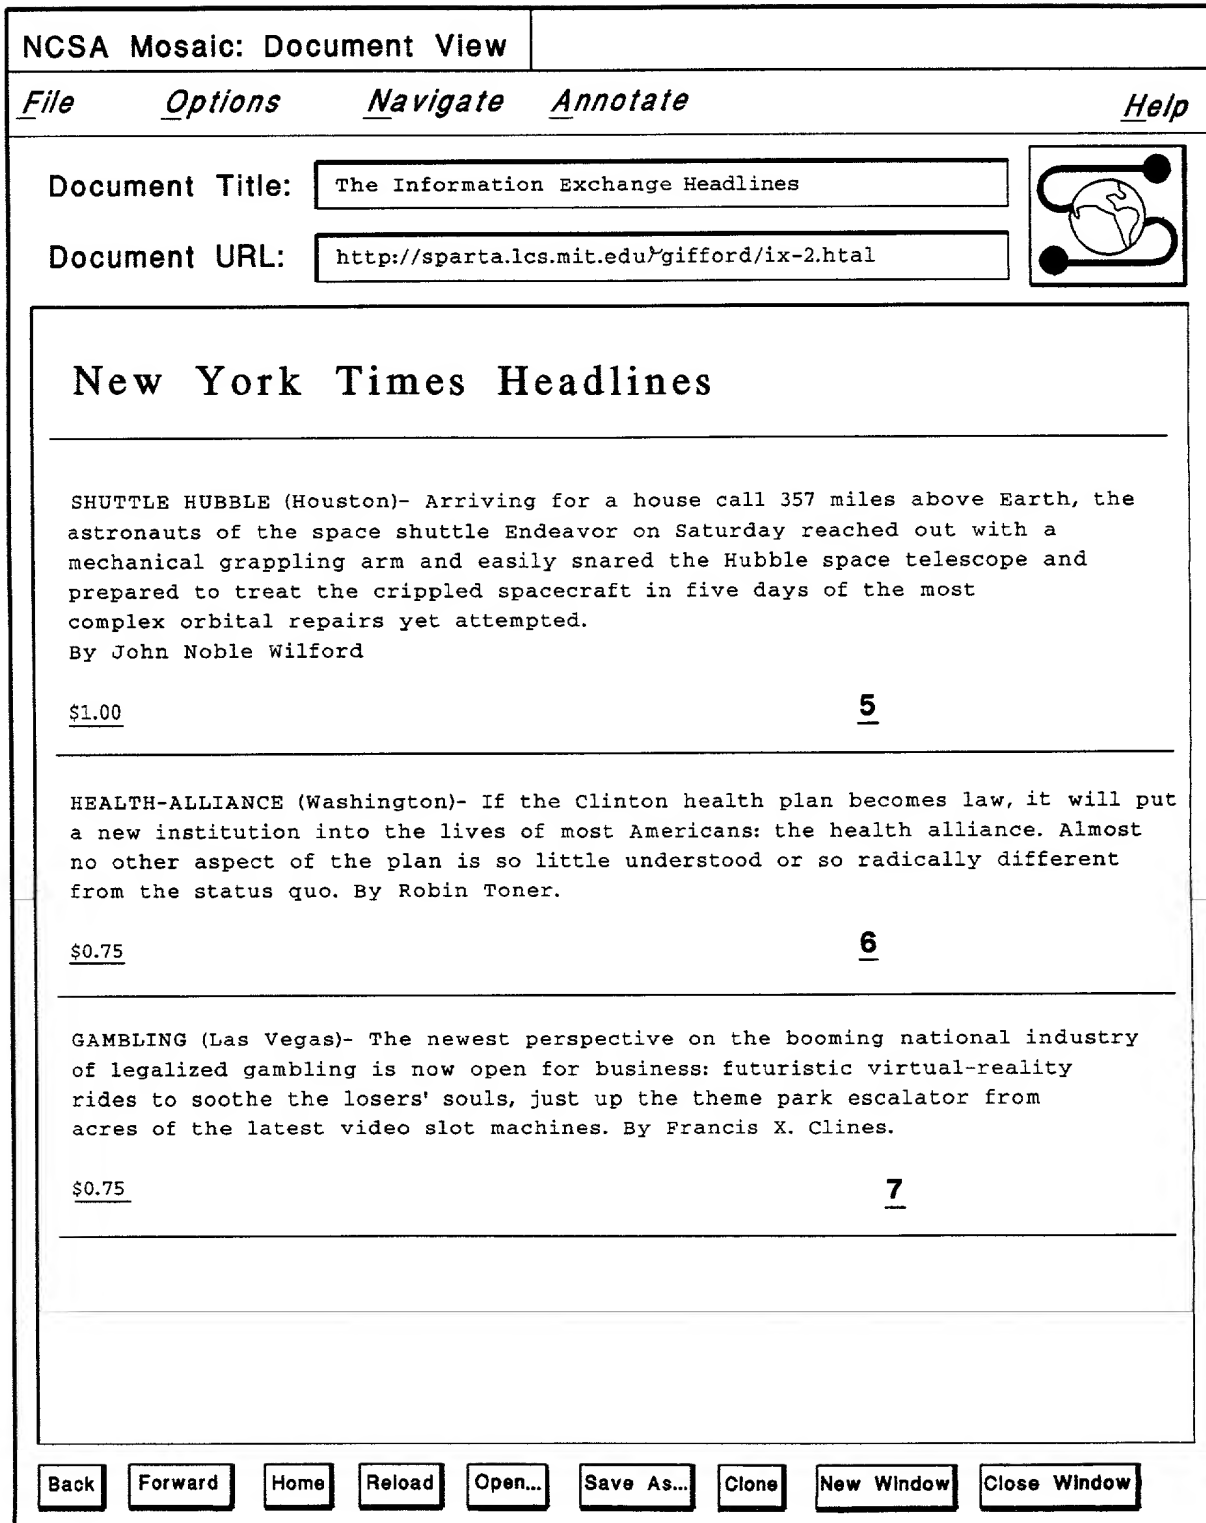 NCSA Mosaic: Document View
File Options Navigate Annotate Help
Document Title: The Information Exchange Headlines
Document URL: http://sparta.lcs.mit.edu/~gifford/ix-2.htal
New York Times Headlines
SHUTTLE HUBBLE (Houston)- Arriving for a house call 357 miles above Earth, the
astronauts of the space shuttle Endeavor on Saturday reached out with a
mechanical grappling arm and easily snared the Hubble space telescope and
prepared to treat the crippled spacecraft in five days of the most
complex orbital repairs yet attempted.
By John Noble Wilford
$1.00 5
HEALTH-ALLIANCE (Washington)- If the Clinton health plan becomes law, it will put
a new institution into the lives of most Americans: the health alliance. Almost
no other aspect of the plan is so little understood or so radically different
from the status quo. By Robin Toner.
$0.75 6
GAMBLING (Las Vegas)- The newest perspective on the booming national industry
of legalized gambling is now open for business: futuristic virtual-reality
rides to soothe the losers' souls, just up the theme park escalator from
acres of the latest video slot machines. By Francis X. Clines.
$0.75 7
Back Forward Home Reload Open... Save As... Clone New Window Close Window